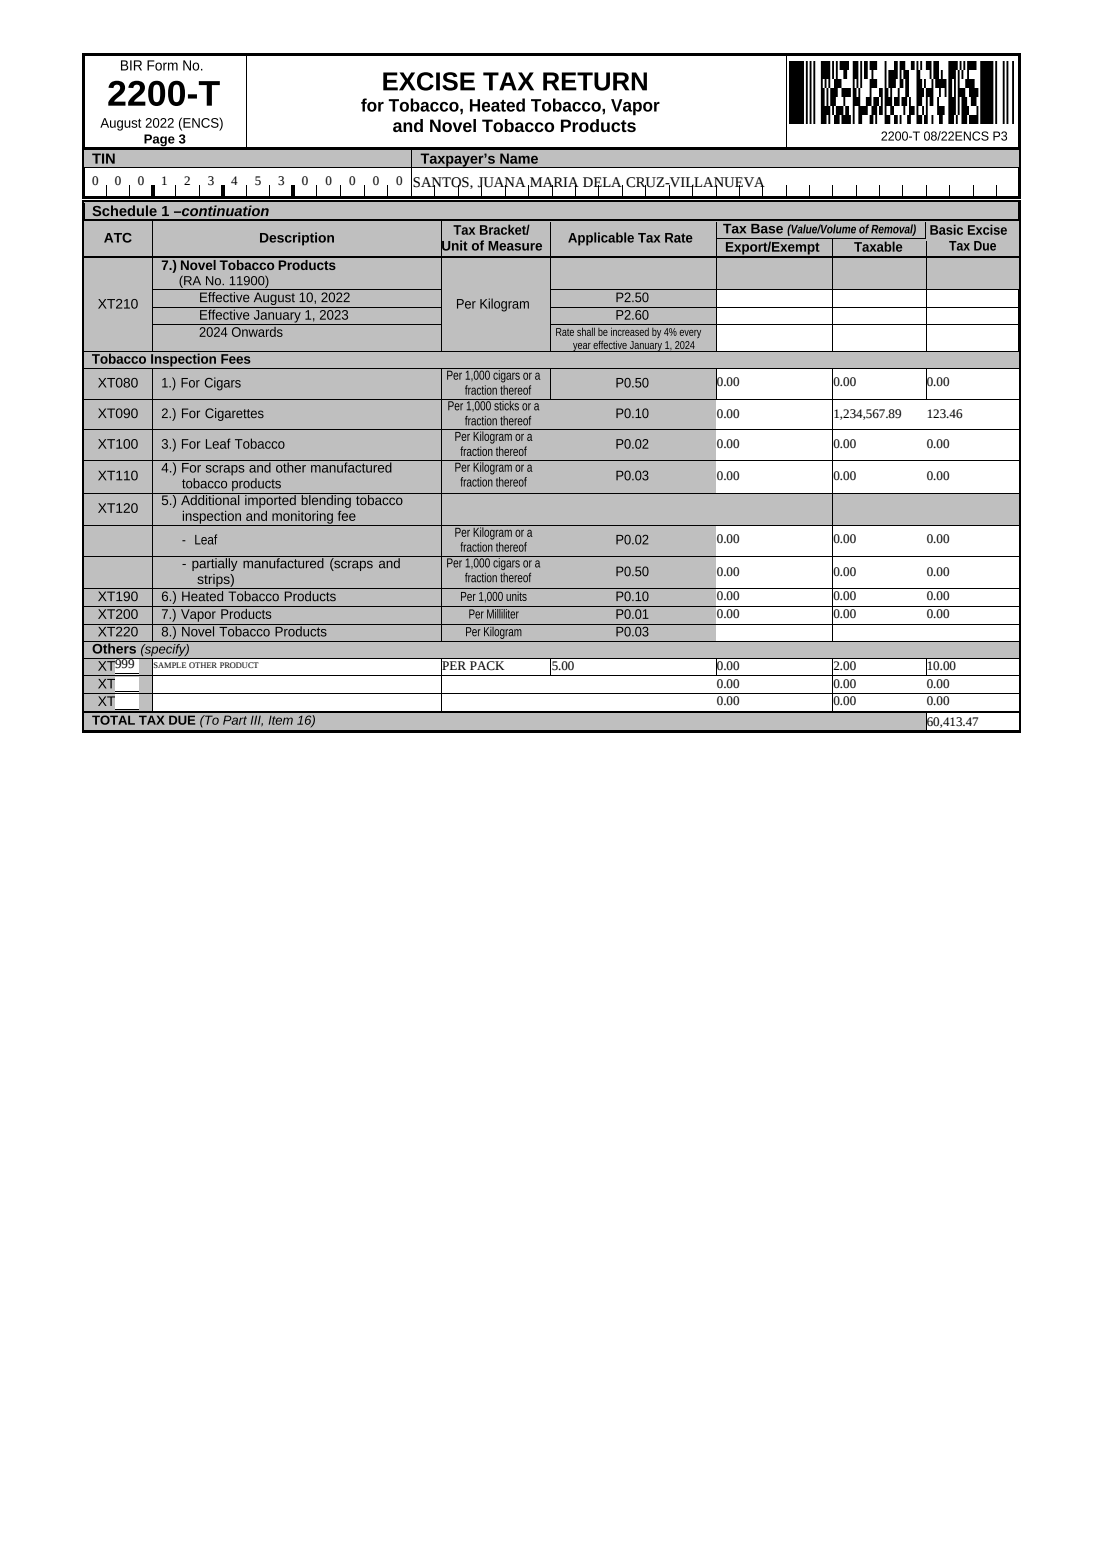 BIR Form No.
2200-T
August 2022 (ENCS)
Page 3
EXCISE TAX RETURN
for Tobacco, Heated Tobacco, Vapor
and Novel Tobacco Products
2200-T 08/22ENCS P3
TIN Taxpayer's Name
0 0 0 1 2 3 4 5 3 0 0 0 0 0 SANTOS, JUANA MARIA DELA CRUZ-VILLANUEVA
Schedule 1 –continuation
ATC Description Tax Bracket/ Unit of Measure Applicable Tax Rate Tax Base (Value/Volume of Removal) Basic Excise Tax Due
Export/Exempt Taxable
XT210 7.) Novel Tobacco Products
(RA No. 11900)
Per Kilogram
Effective August 10, 2022 P2.50
Effective January 1, 2023 P2.60
2024 Onwards Rate shall be increased by 4% every
year effective January 1, 2024
Tobacco Inspection Fees
XT080 1.) For Cigars Per 1,000 cigars or a fraction thereof P0.50 0.00 0.00 0.00
XT090 2.) For Cigarettes Per 1,000 sticks or a fraction thereof P0.10 0.00 1,234,567.89 123.46
XT100 3.) For Leaf Tobacco Per Kilogram or a fraction thereof P0.02 0.00 0.00 0.00
XT110 4.) For scraps and other manufactured tobacco products Per Kilogram or a fraction thereof P0.03 0.00 0.00 0.00
XT120 5.) Additional imported blending tobacco inspection and monitoring fee
- Leaf Per Kilogram or a fraction thereof P0.02 0.00 0.00 0.00
- partially manufactured (scraps and strips) Per 1,000 cigars or a fraction thereof P0.50 0.00 0.00 0.00
XT190 6.) Heated Tobacco Products Per 1,000 units P0.10 0.00 0.00 0.00
XT200 7.) Vapor Products Per Milliliter P0.01 0.00 0.00 0.00
XT220 8.) Novel Tobacco Products Per Kilogram P0.03
Others (specify)
XT999 SAMPLE OTHER PRODUCT PER PACK 5.00 0.00 2.00 10.00
XT 0.00 0.00 0.00
XT 0.00 0.00 0.00
TOTAL TAX DUE (To Part III, Item 16) 60,413.47